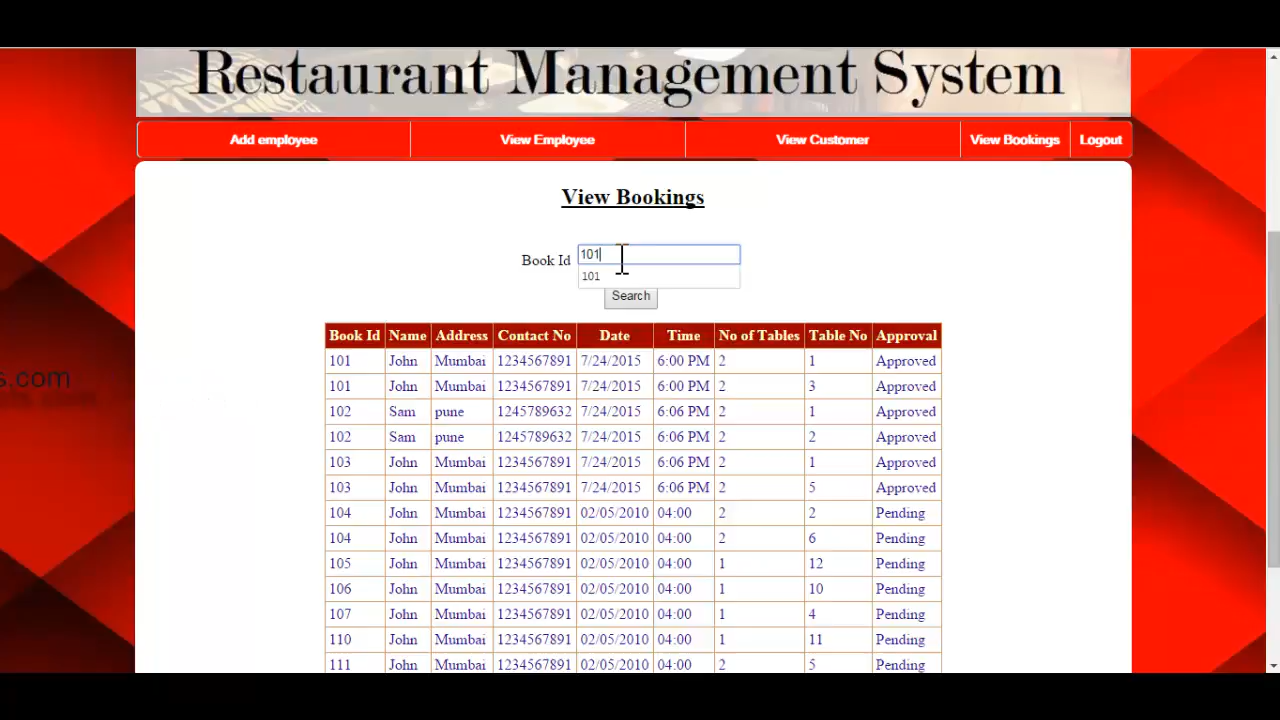 Restaurant Management System
Add employee View Employee View Customer View Bookings Logout
View Bookings
Book Id 101
101
Search
Book Id Name Address Contact No Date Time No of Tables Table No Approval
101 John Mumbai 1234567891 7/24/2015 6:00 PM 2 1 Approved
101 John Mumbai 1234567891 7/24/2015 6:00 PM 2 3 Approved
102 Sam pune 1245789632 7/24/2015 6:06 PM 2 1 Approved
102 Sam pune 1245789632 7/24/2015 6:06 PM 2 2 Approved
s.com
103 John Mumbai 1234567891 7/24/2015 6:06 PM 2 1 Approved
103 John Mumbai 1234567891 7/24/2015 6:06 PM 2 5 Approved
104 John Mumbai 1234567891 02/05/2010 04:00 2 2 Pending
104 John Mumbai 1234567891 02/05/2010 04:00 2 6 Pending
105 John Mumbai 1234567891 02/05/2010 04:00 1 12 Pending
106 John Mumbai 1234567891 02/05/2010 04:00 1 10 Pending
107 John Mumbai 1234567891 02/05/2010 04:00 1 4 Pending
110 John Mumbai 1234567891 02/05/2010 04:00 1 11 Pending
111 John Mumbai 1234567891 02/05/2010 04:00 2 5 Pending